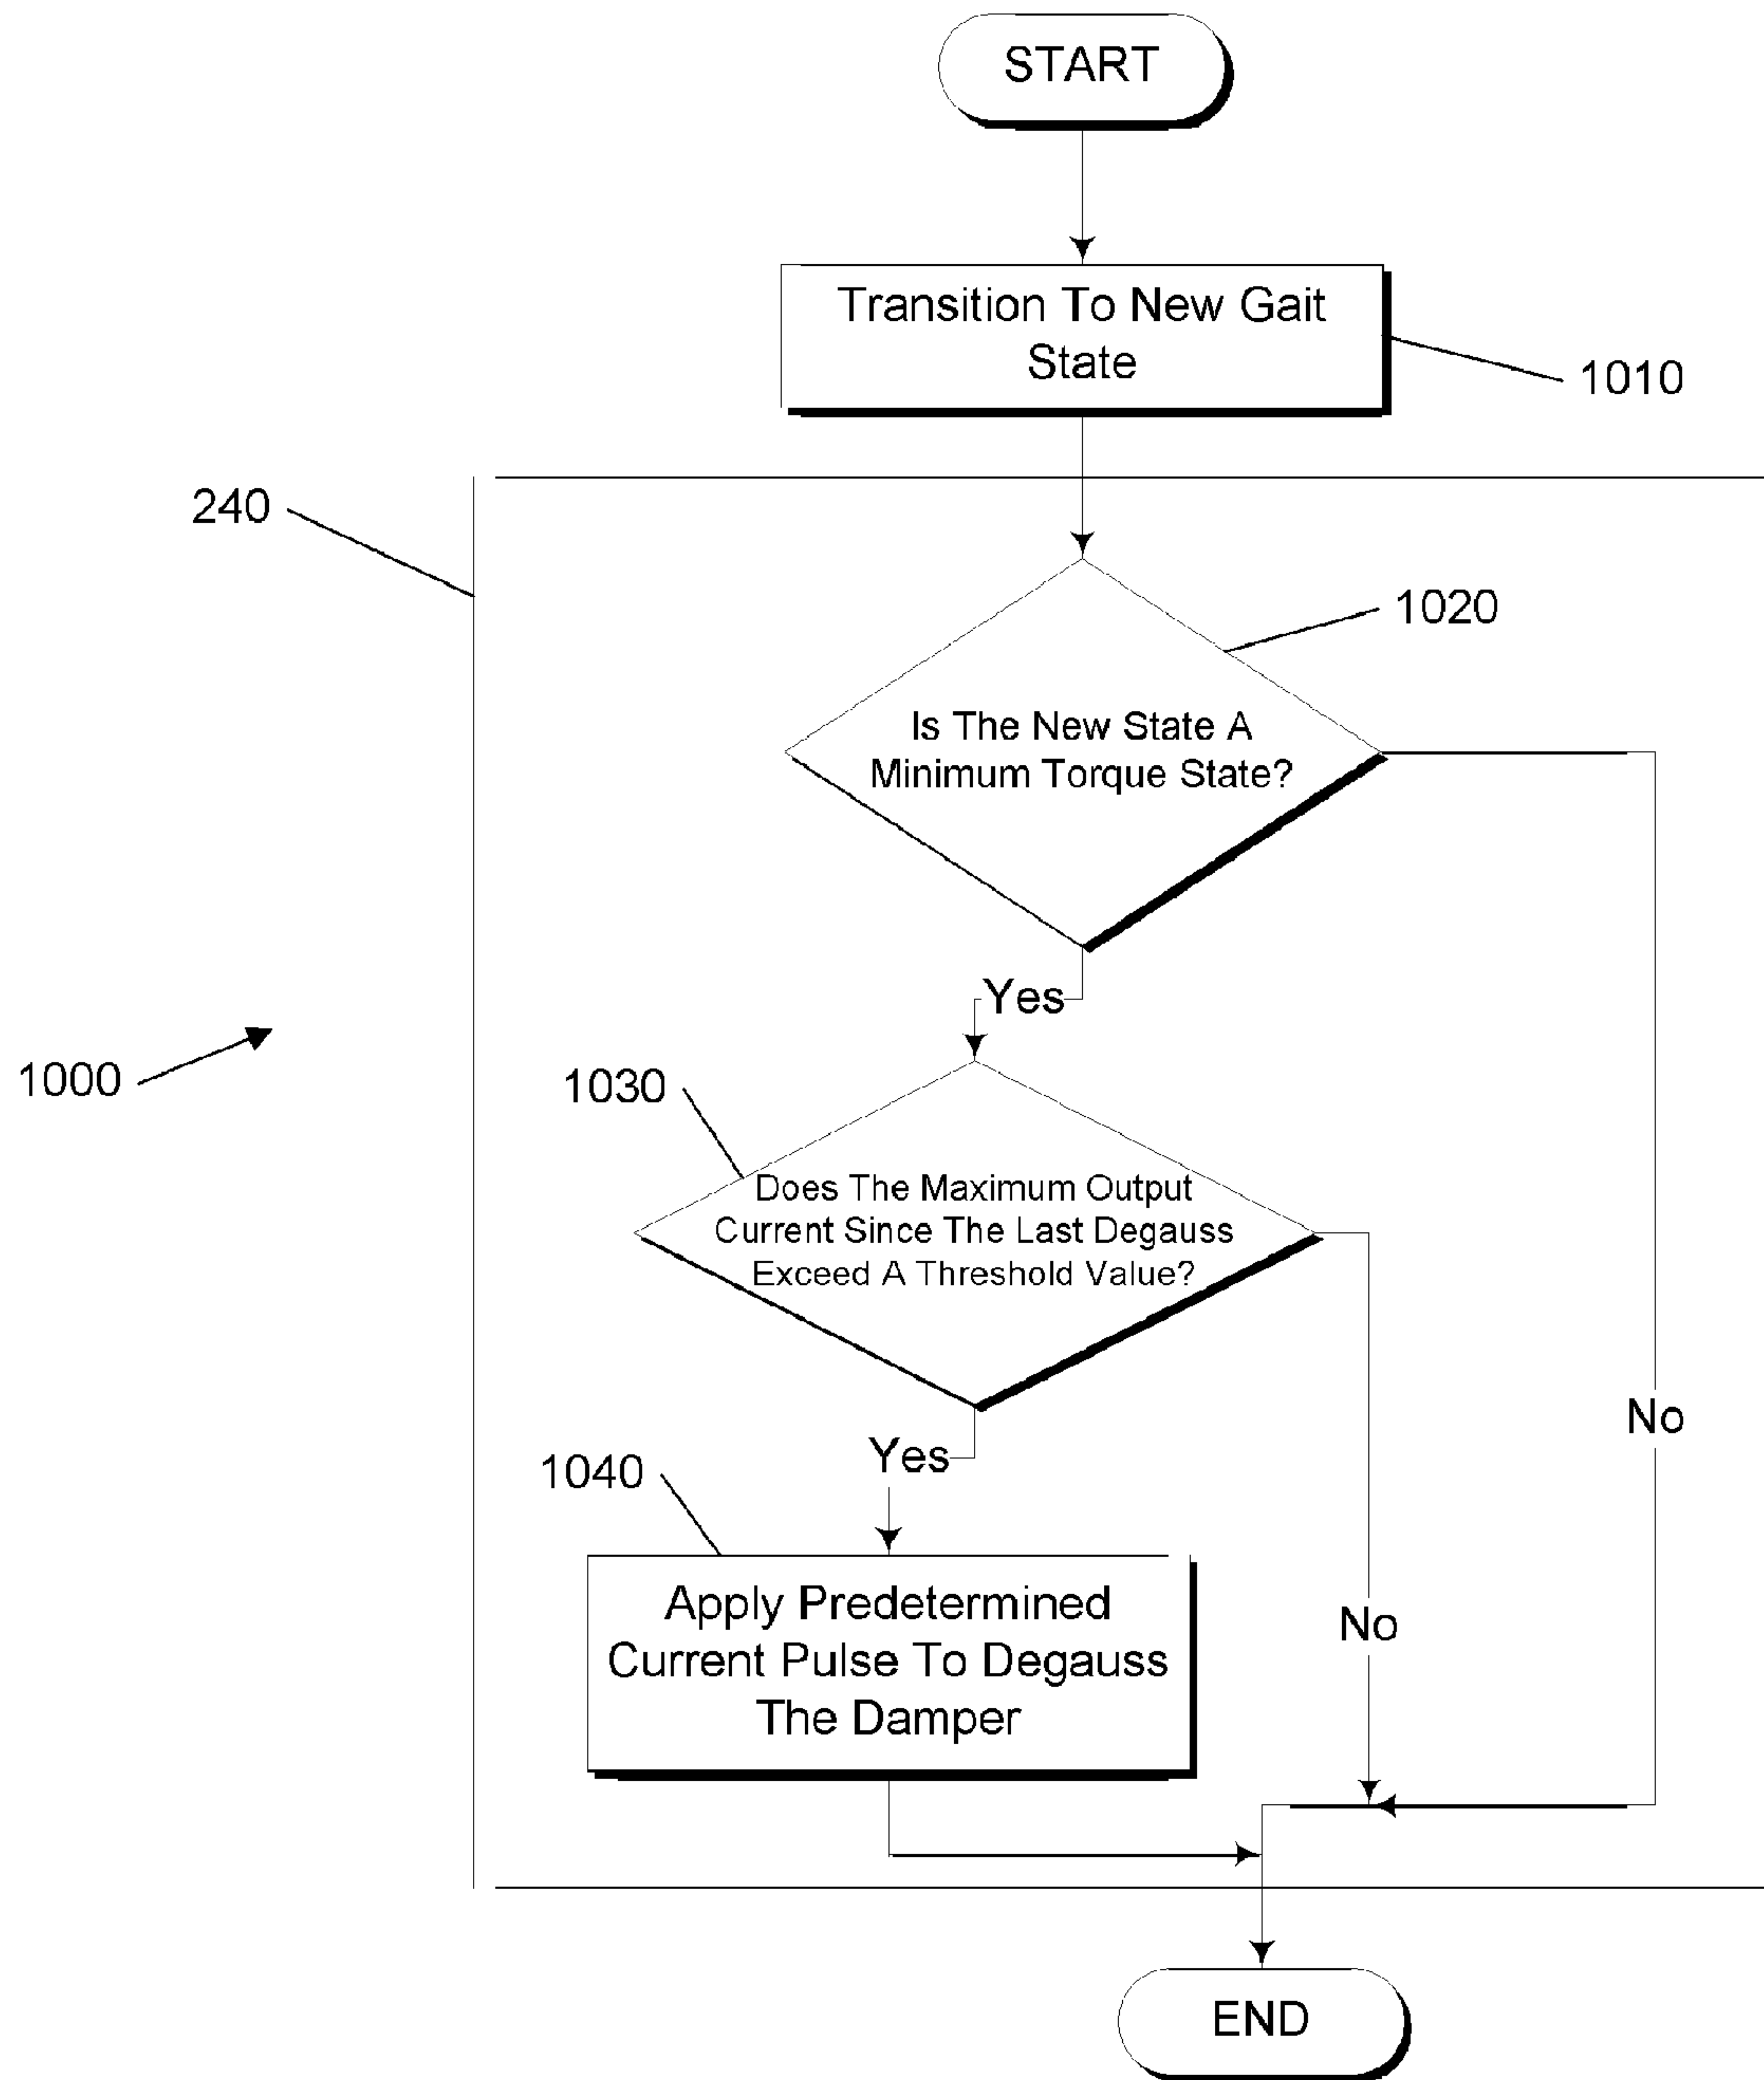 START
Transition To New Gait
State
1010
240
1020
Is The New State A
Minimum Torque State?
Yes
1000
1030
Does The Maximum Output
Current Since The Last Degauss
Exceed A Threshold Value?
No
Yes
1040
Apply Predetermined
Current Pulse To Degauss
The Damper
No
END